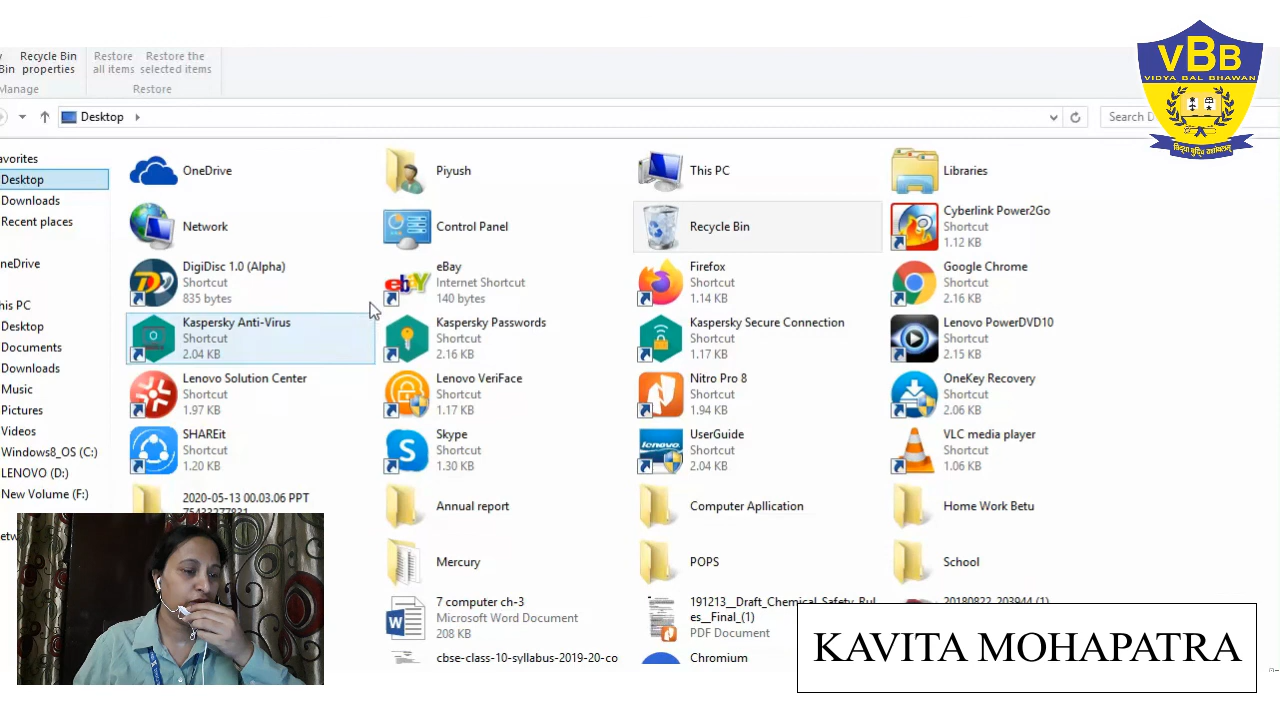 Recycle Bin
properties
Bin
Manage
Restore
all items
Restore the
selected items
Restore
VBB
VIDYA BAL BHAWAN
Desktop
Search D
avorites
Desktop
Downloads
Recent places
neDrive
his PC
Desktop
Documents
Downloads
Music
Pictures
Videos
Windows8_OS (C:)
LENOVO (D:)
New Volume (F:)
etw
OneDrive
Piyush
This PC
Libraries
Network
Control Panel
Recycle Bin
Cyberlink Power2Go
Shortcut
1.12 KB
DigiDisc 1.0 (Alpha)
Shortcut
835 bytes
eBay
Internet Shortcut
140 bytes
Firefox
Shortcut
1.14 KB
Google Chrome
Shortcut
2.16 KB
Kaspersky Anti-Virus
Shortcut
2.04 KB
Kaspersky Passwords
Shortcut
2.16 KB
Kaspersky Secure Connection
Shortcut
1.17 KB
Lenovo PowerDVD10
Shortcut
2.15 KB
Lenovo Solution Center
Shortcut
1.97 KB
Lenovo VeriFace
Shortcut
1.17 KB
Nitro Pro 8
Shortcut
1.94 KB
OneKey Recovery
Shortcut
2.06 KB
SHAREit
Shortcut
1.20 KB
Skype
Shortcut
1.30 KB
UserGuide
Shortcut
2.04 KB
VLC media player
Shortcut
1.06 KB
2020-05-13 00.03.06 PPT
75433277831
Annual report
Computer Apllication
Home Work Betu
Mercury
POPS
School
7 computer ch-3
Microsoft Word Document
208 KB
191213__Draft_Chemical_Safety_Rul
es__Final_(1)
PDF Document
20180822_203944 (1)
cbse-class-10-syllabus-2019-20-co
Chromium
KAVITA MOHAPATRA